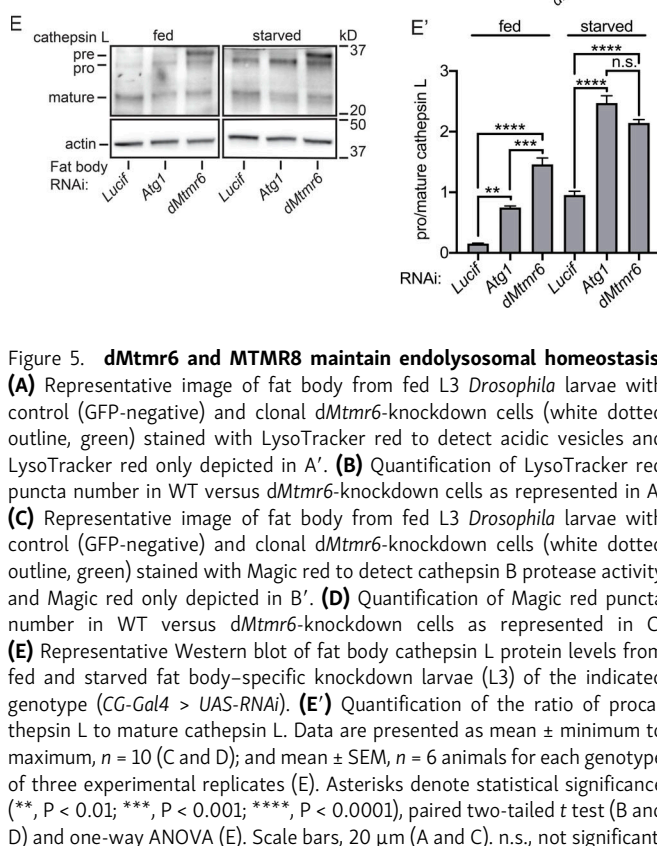 E
cathepsin L fed starved kD
pre 37
pro
mature
20
50
actin
37
Fat body
RNAi: Lucif Atg1 dMtmr6 Lucif Atg1 dMtmr6
E’
fed starved
****
n.s.
3 ****
**** ***
**
pro/mature cathepsin L
2
1
0
RNAi: Lucif Atg1 dMtmr6 Lucif Atg1 dMtmr6
Figure 5. dMtmr6 and MTMR8 maintain endolysosomal homeostasis
(A) Representative image of fat body from fed L3 Drosophila larvae with
control (GFP-negative) and clonal dMtmr6-knockdown cells (white dotted
outline, green) stained with LysoTracker red to detect acidic vesicles and
LysoTracker red only depicted in A′. (B) Quantification of LysoTracker red
puncta number in WT versus dMtmr6-knockdown cells as represented in A
(C) Representative image of fat body from fed L3 Drosophila larvae with
control (GFP-negative) and clonal dMtmr6-knockdown cells (white dotted
outline, green) stained with Magic red to detect cathepsin B protease activity
and Magic red only depicted in B′. (D) Quantification of Magic red puncta
number in WT versus dMtmr6-knockdown cells as represented in C
(E) Representative Western blot of fat body cathepsin L protein levels from
fed and starved fat body–specific knockdown larvae (L3) of the indicated
genotype (CG-Gal4 > UAS-RNAi). (E′) Quantification of the ratio of proca
thepsin L to mature cathepsin L. Data are presented as mean ± minimum to
maximum, n = 10 (C and D); and mean ± SEM, n = 6 animals for each genotype
of three experimental replicates (E). Asterisks denote statistical significance
(**, P < 0.01; ***, P < 0.001; ****, P < 0.0001), paired two-tailed t test (B and
D) and one-way ANOVA (E). Scale bars, 20 µm (A and C). n.s., not significant